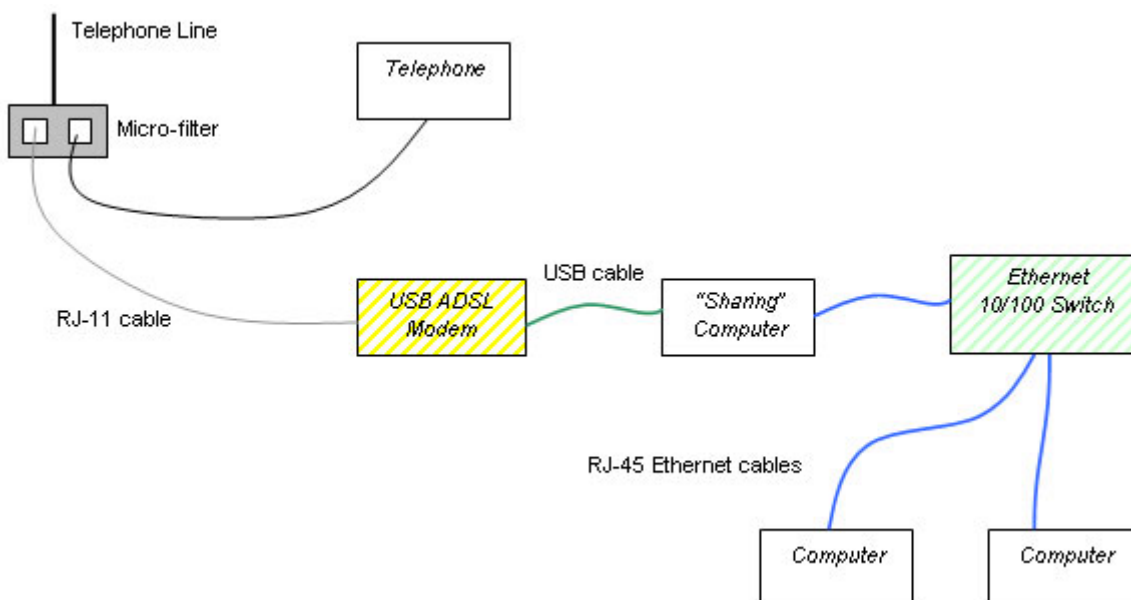 Telephone Line
Telephone
Micro-filter
USB cable
Ethernet
10/100 Switch
"Sharing"
Computer
USB ADSL
Modem
RJ-11 cable
RJ-45 Ethernet cables
Computer
Computer